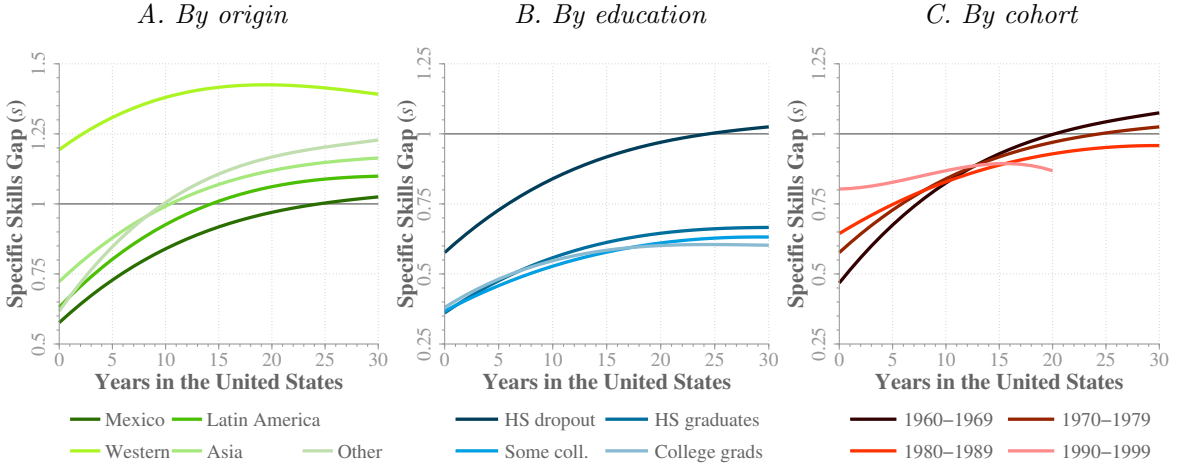 A. By origin
B. By education
C. By cohort
Specific Skills Gap (s)
1.5
1.25
1
0.75
0.5
0 5 10 15 20 25 30
Years in the United States
Mexico Latin America
Western Asia Other
Specific Skills Gap (s)
1.25
1
0.75
0.5
0.25
0 5 10 15 20 25 30
Years in the United States
HS dropout HS graduates
Some coll. College grads
Specific Skills Gap (s)
1.25
1
0.75
0.5
0.25
0 5 10 15 20 25 30
Years in the United States
1960–1969 1970–1979
1980–1989 1990–1999